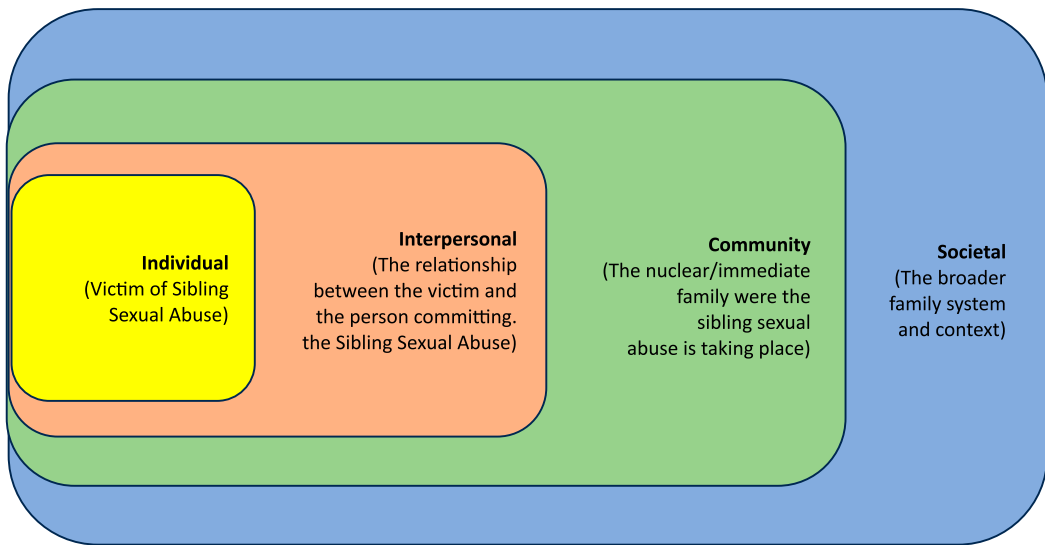 Individual
(Victim of Sibling
Sexual Abuse)
Interpersonal
(The relationship
between the victim and
the person committing.
the Sibling Sexual Abuse)
Community
(The nuclear/immediate
family were the
sibling sexual
abuse is taking place)
Societal
(The broader
family system
and context)